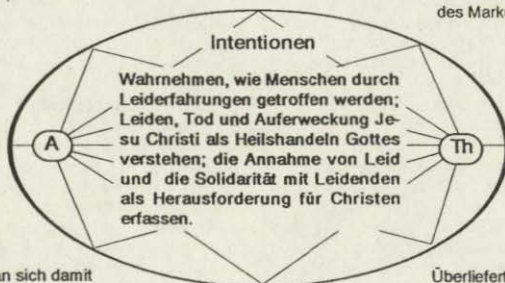 des Mark
Intentionen
Wahrnehmen, wie Menschen durch
Leiderfahrungen getroffen werden;
Leiden, Tod und Auferweckung Je-
su Christi als Heilshandeln Gottes
verstehen; die Annahme von Leid
und die Solidarität mit Leidenden
als Herausforderung für Christen
erfassen.
A
Th
an sich damit
Überliefert